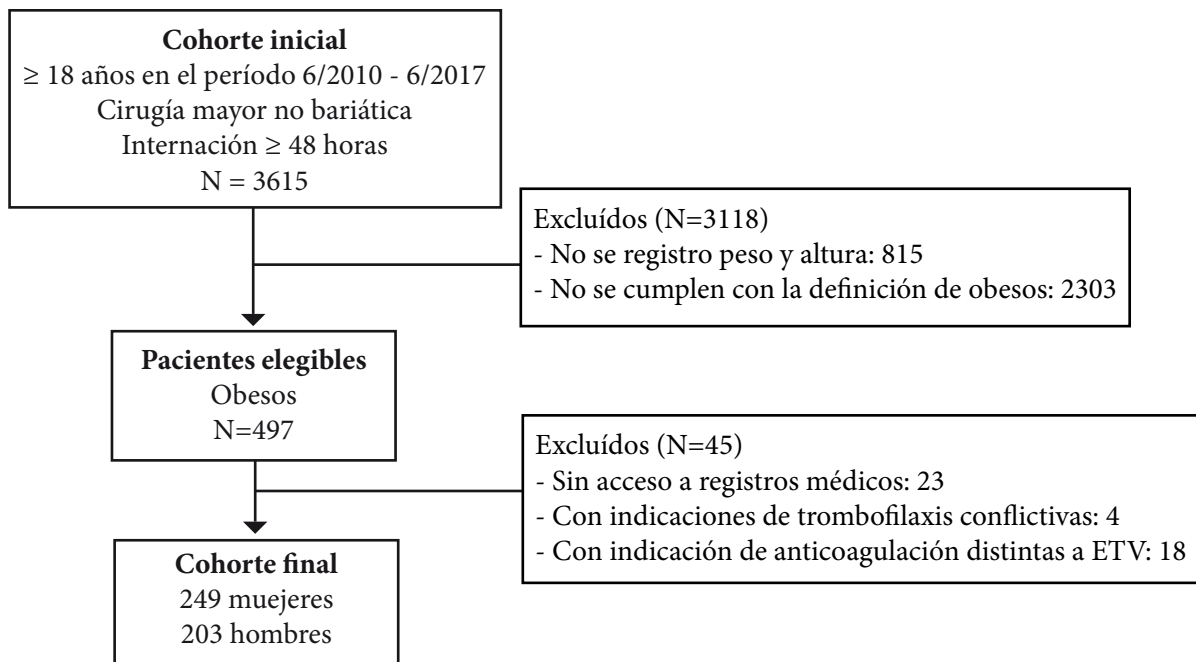 Cohorte inicial
≥ 18 años en el período 6/2010 - 6/2017
Cirugía mayor no bariática
Internación ≥ 48 horas
N = 3615
Excluídos (N=3118)
- No se registro peso y altura: 815
- No se cumplen con la definición de obesos: 2303
Pacientes elegibles
Obesos
N=497
Excluídos (N=45)
- Sin acceso a registros médicos: 23
- Con indicaciones de trombofilaxis conflictivas: 4
- Con indicación de anticoagulación distintas a ETV: 18
Cohorte final
249 muejeres
203 hombres